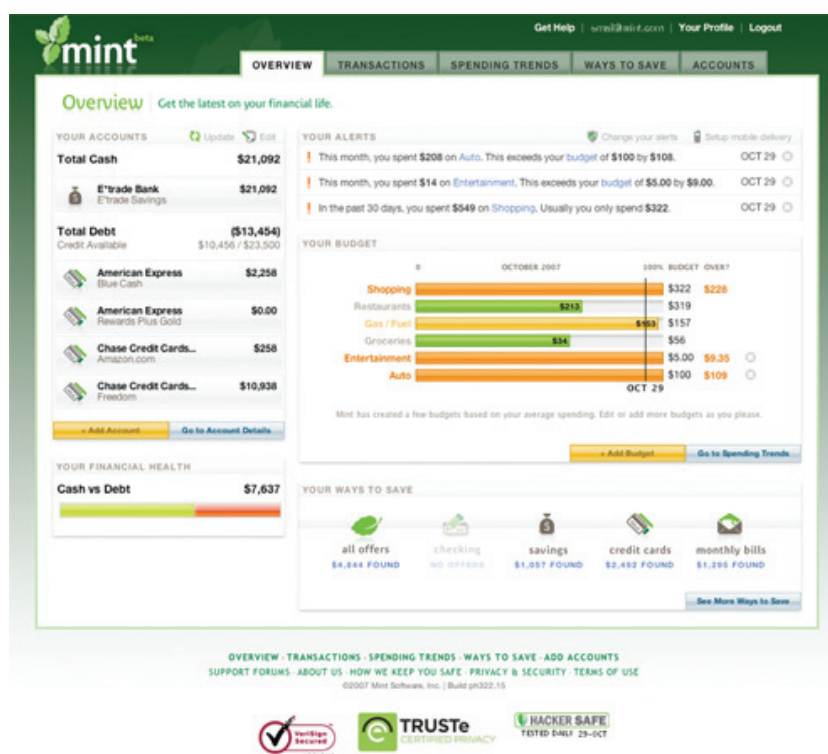 Get Help | email@mint.com | Your Profile | Logout
mint beta
OVERVIEW TRANSACTIONS SPENDING TRENDS WAYS TO SAVE ACCOUNTS
Overview | Get the latest on your financial life.
YOUR ACCOUNTS Update Edit
Total Cash $21,092
E*trade Bank $21,092
E*trade Savings
Total Debt ($13,454)
Credit Available $10,456 / $23,500
American Express $2,258
Blue Cash
American Express $0.00
Rewards Plus Gold
Chase Credit Cards... $258
Amazon.com
Chase Credit Cards... $10,938
Freedom
+ Add Account Go to Account Details
YOUR FINANCIAL HEALTH
Cash vs Debt $7,637
YOUR ALERTS Change your alerts Setup mobile delivery
! This month, you spent $208 on Auto. This exceeds your budget of $100 by $108. OCT 29
! This month, you spent $14 on Entertainment. This exceeds your budget of $5.00 by $9.00. OCT 29
! In the past 30 days, you spent $549 on Shopping. Usually you only spend $322. OCT 29
YOUR BUDGET
0 OCTOBER 2007 100% BUDGET OVER?
Shopping $322 $228
Restaurants $213 $319
Gas / Fuel $153 $157
Groceries $34 $56
Entertainment $5.00 $9.35
Auto $100 $109
OCT 29
Mint has created a few budgets based on your average spending. Edit or add more budgets as you please.
+ Add Budget Go to Spending Trends
YOUR WAYS TO SAVE
all offers checking savings credit cards monthly bills
$4,844 FOUND NO OFFERS $1,057 FOUND $2,492 FOUND $1,295 FOUND
See More Ways to Save
OVERVIEW · TRANSACTIONS · SPENDING TRENDS · WAYS TO SAVE · ADD ACCOUNTS
SUPPORT FORUMS · ABOUT US · HOW WE KEEP YOU SAFE · PRIVACY & SECURITY · TERMS OF USE
©2007 Mint Software, Inc. | Build ph322.15
VeriSign Secured
TRUSTe
CERTIFIED PRIVACY
HACKER SAFE
TESTED DAILY 29-OCT